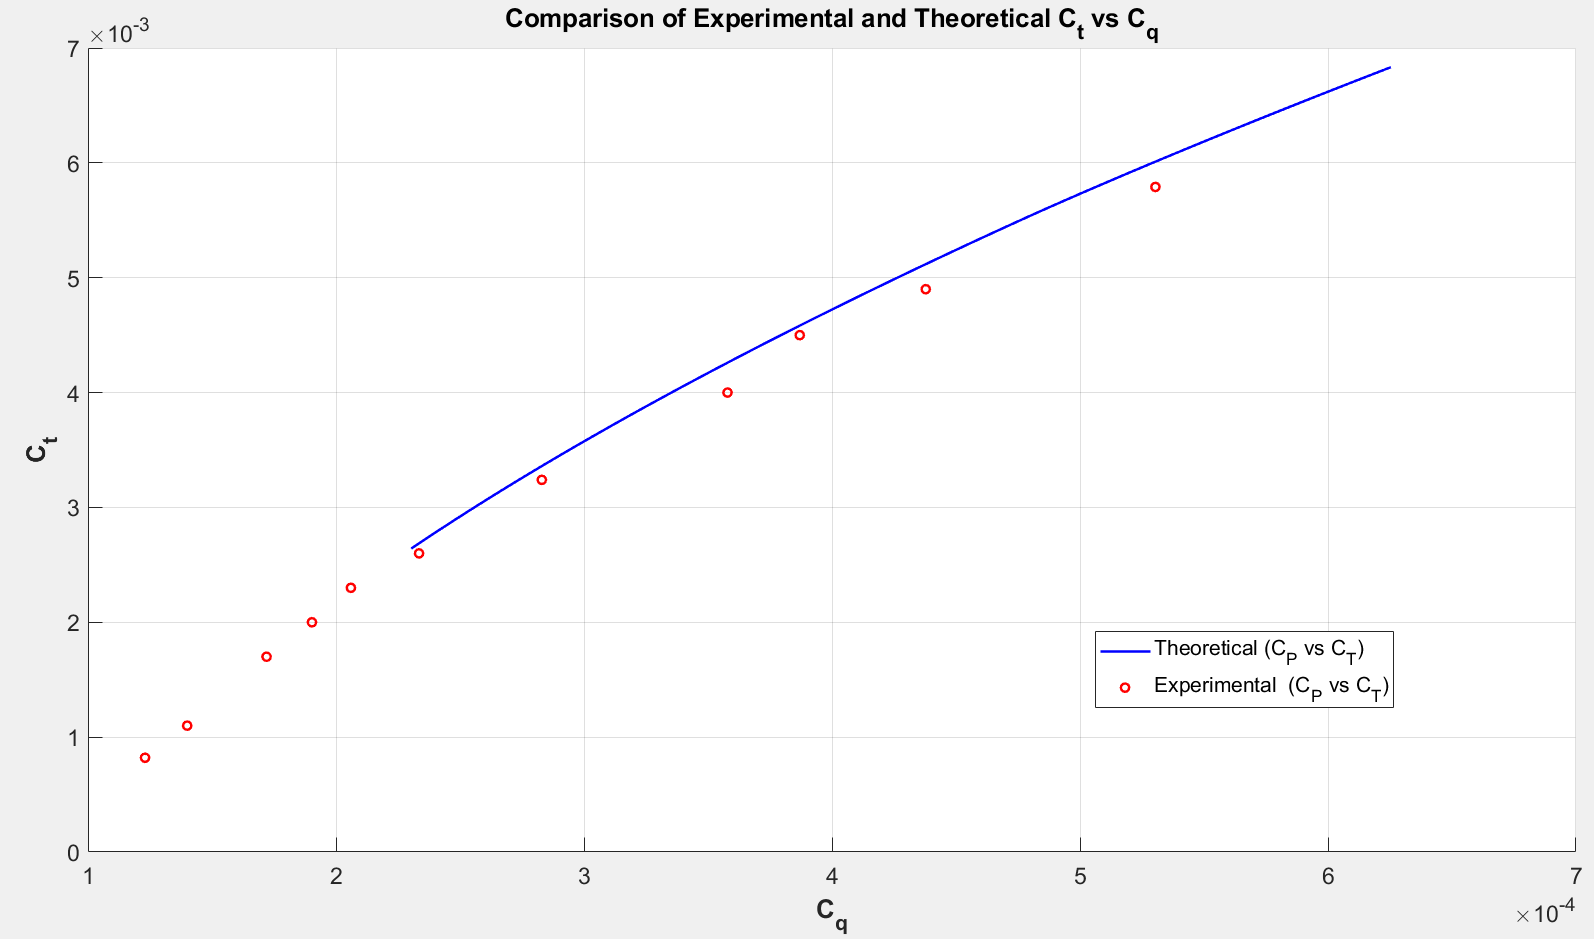 Comparison of Experimental and Theoretical Ct vs Cq
×10-3
7
6
5
4
3
2
1
0
Ct
Theoretical (CP vs CT)
Experimental (CP vs CT)
1 2 3 4 5 6 7
Cq
×10-4